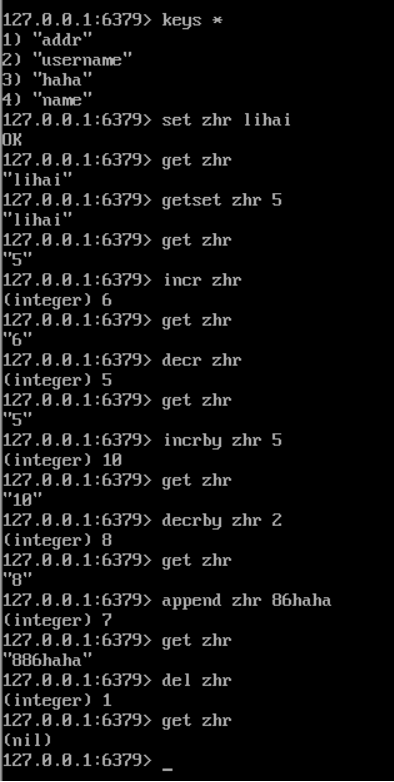 127.0.0.1:6379> keys *
1) "addr"
2) "username"
3) "haha"
4) "name"
127.0.0.1:6379> set zhr lihai
OK
127.0.0.1:6379> get zhr
"lihai"
127.0.0.1:6379> getset zhr 5
"lihai"
127.0.0.1:6379> get zhr
"5"
127.0.0.1:6379> incr zhr
(integer) 6
127.0.0.1:6379> get zhr
"6"
127.0.0.1:6379> decr zhr
(integer) 5
127.0.0.1:6379> get zhr
"5"
127.0.0.1:6379> incrby zhr 5
(integer) 10
127.0.0.1:6379> get zhr
"10"
127.0.0.1:6379> decrby zhr 2
(integer) 8
127.0.0.1:6379> get zhr
"8"
127.0.0.1:6379> append zhr 86haha
(integer) 7
127.0.0.1:6379> get zhr
"886haha"
127.0.0.1:6379> del zhr
(integer) 1
127.0.0.1:6379> get zhr
(nil)
127.0.0.1:6379> _